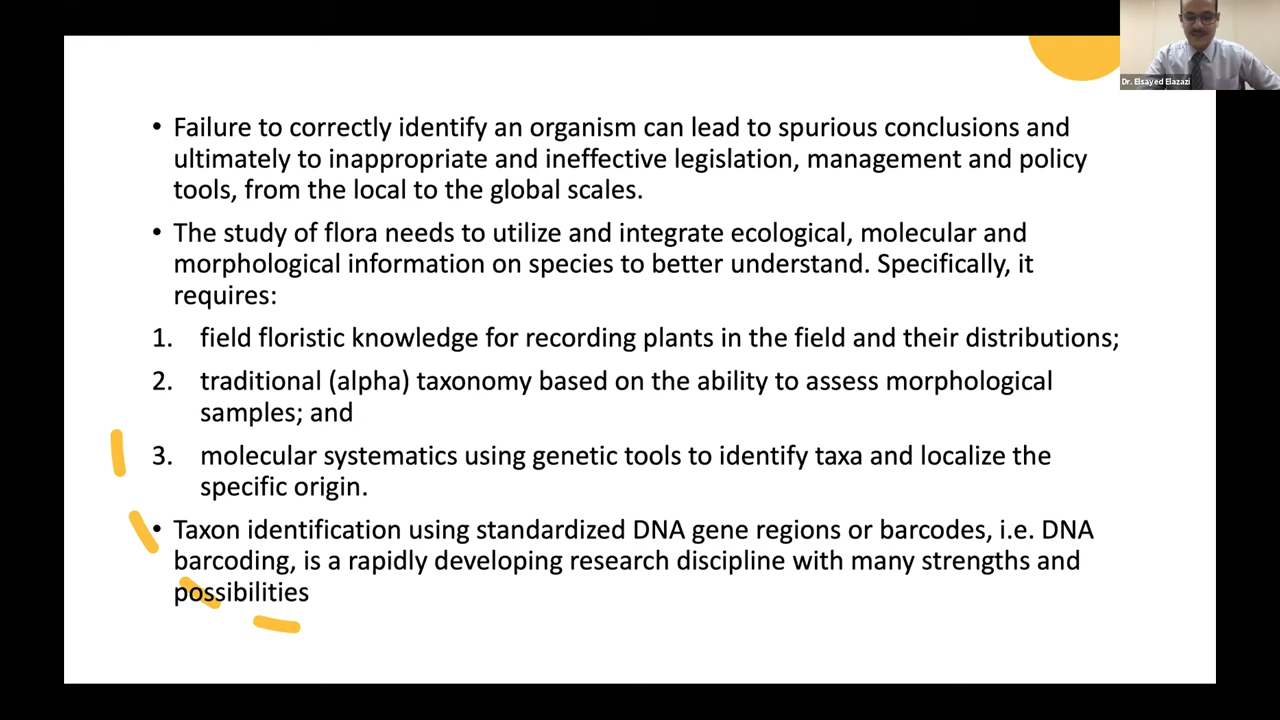 Dr. Elsayed Elazazi
• Failure to correctly identify an organism can lead to spurious conclusions and
ultimately to inappropriate and ineffective legislation, management and policy
tools, from the local to the global scales.
• The study of flora needs to utilize and integrate ecological, molecular and
morphological information on species to better understand. Specifically, it
requires:
1. field floristic knowledge for recording plants in the field and their distributions;
2. traditional (alpha) taxonomy based on the ability to assess morphological
samples; and
3. molecular systematics using genetic tools to identify taxa and localize the
specific origin.
• Taxon identification using standardized DNA gene regions or barcodes, i.e. DNA
barcoding, is a rapidly developing research discipline with many strengths and
possibilities